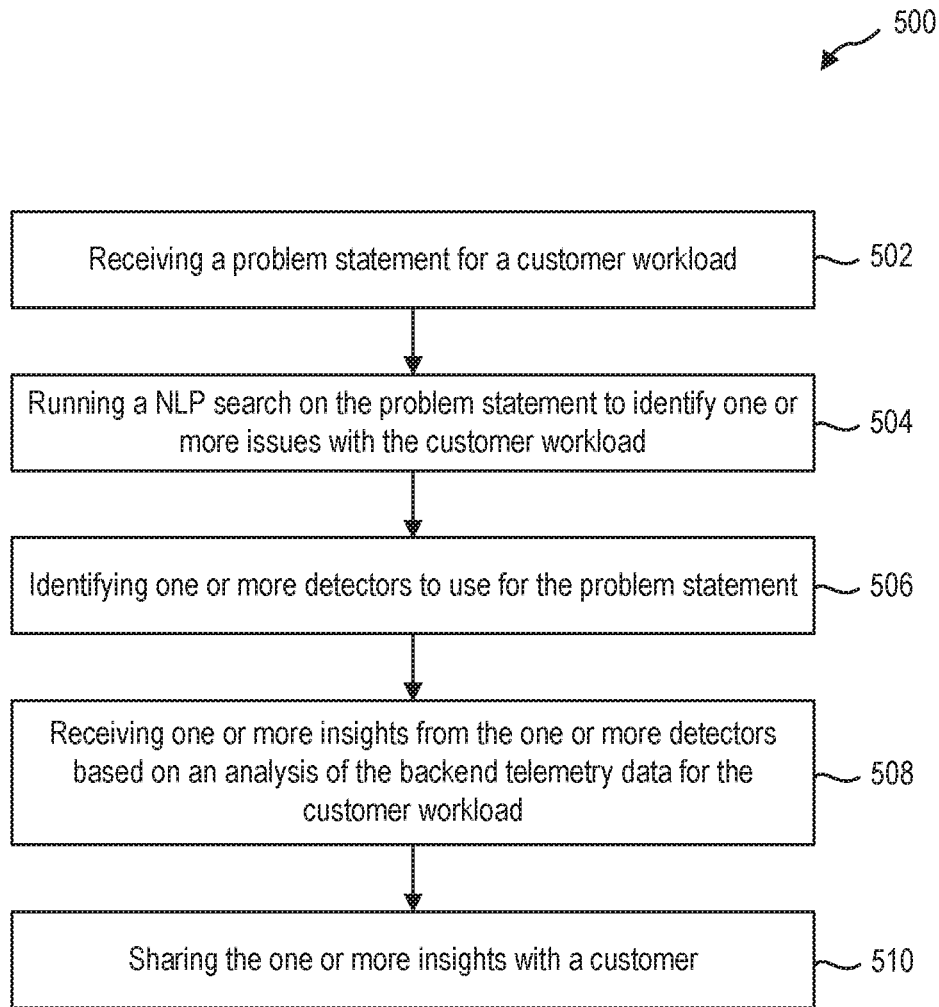 500
Receiving a problem statement for a customer workload
502
Running a NLP search on the problem statement to identify one or
more issues with the customer workload
504
Identifying one or more detectors to use for the problem statement
506
Receiving one or more insights from the one or more detectors
based on an analysis of the backend telemetry data for the
customer workload
508
Sharing the one or more insights with a customer
510